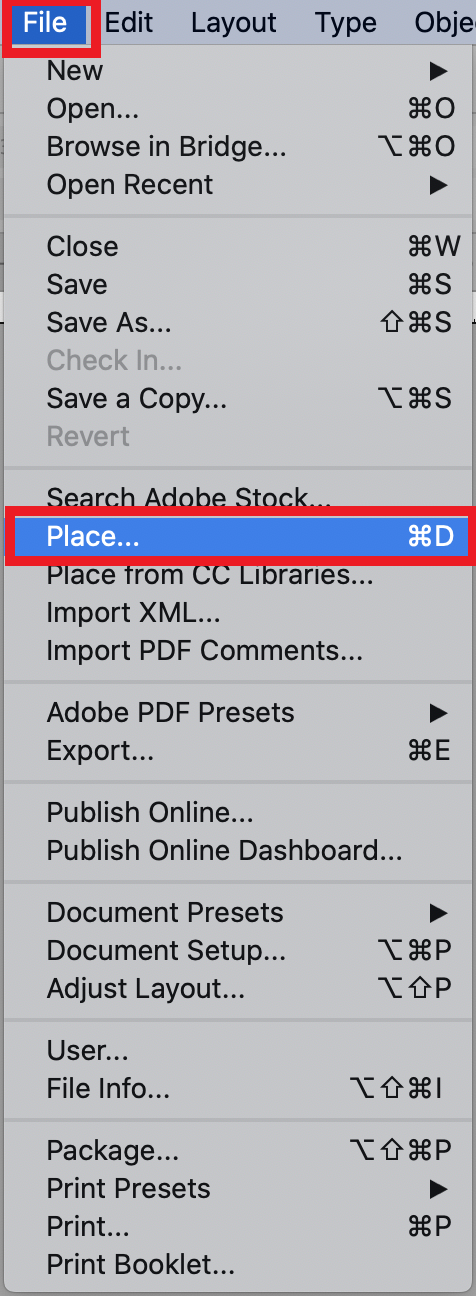 File Edit Layout Type Obje
New ▶
Open... ⌘O
Browse in Bridge... ⌥⌘O
Open Recent ▶
Close ⌘W
Save ⌘S
Save As... ⇧⌘S
Check In...
Save a Copy... ⌥⌘S
Revert
Search Adobe Stock...
Place... ⌘D
Place from CC Libraries...
Import XML...
Import PDF Comments...
Adobe PDF Presets ▶
Export... ⌘E
Publish Online...
Publish Online Dashboard...
Document Presets ▶
Document Setup... ⌥⌘P
Adjust Layout... ⌥⇧P
User...
File Info... ⌥⇧⌘I
Package... ⌥⇧⌘P
Print Presets ▶
Print... ⌘P
Print Booklet...